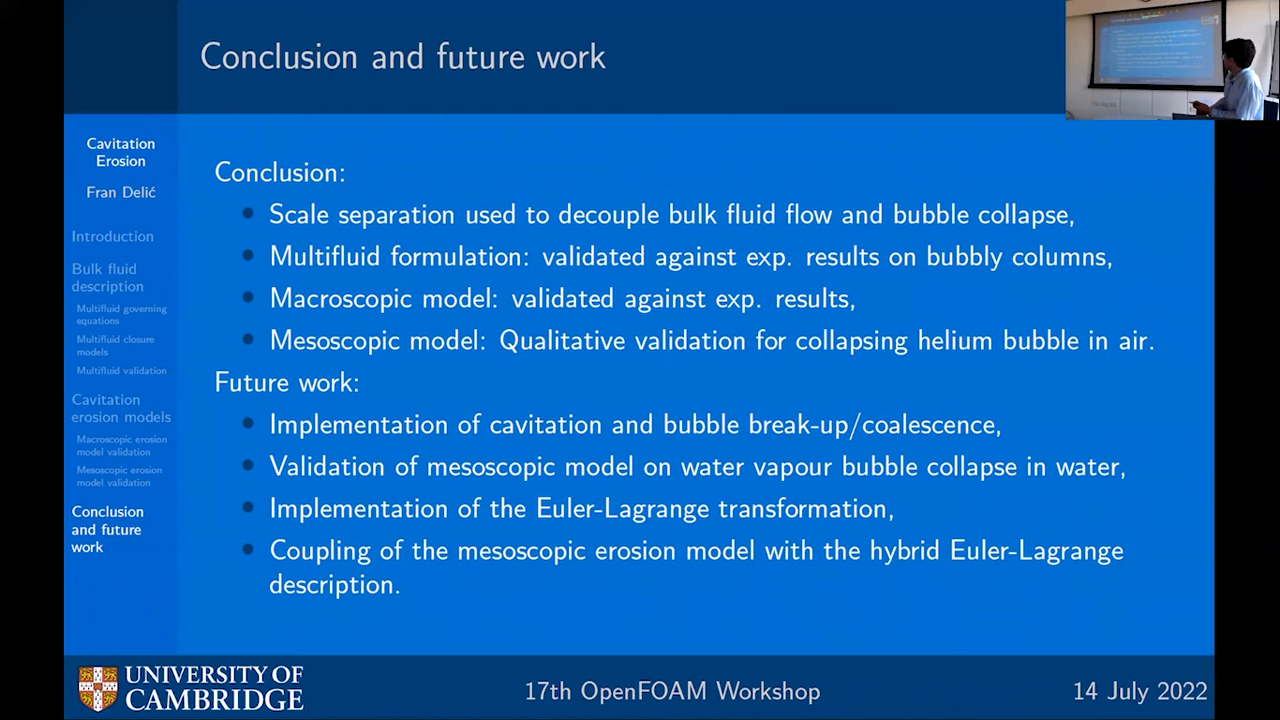 Conclusion and future work
Cavitation
Erosion
Fran Delić
Introduction
Bulk fluid
description
Multifluid governing
equations
Multifluid closure
models
Multifluid validation
Cavitation
erosion models
Macroscopic erosion
model validation
Mesoscopic erosion
model validation
Conclusion
and future
work
Conclusion:
Scale separation used to decouple bulk fluid flow and bubble collapse,
Multifluid formulation: validated against exp. results on bubbly columns,
Macroscopic model: validated against exp. results,
Mesoscopic model: Qualitative validation for collapsing helium bubble in air.
Future work:
Implementation of cavitation and bubble break-up/coalescence,
Validation of mesoscopic model on water vapour bubble collapse in water,
Implementation of the Euler-Lagrange transformation,
Coupling of the mesoscopic erosion model with the hybrid Euler-Lagrange
description.
UNIVERSITY OF
CAMBRIDGE
17th OpenFOAM Workshop
14 July 2022